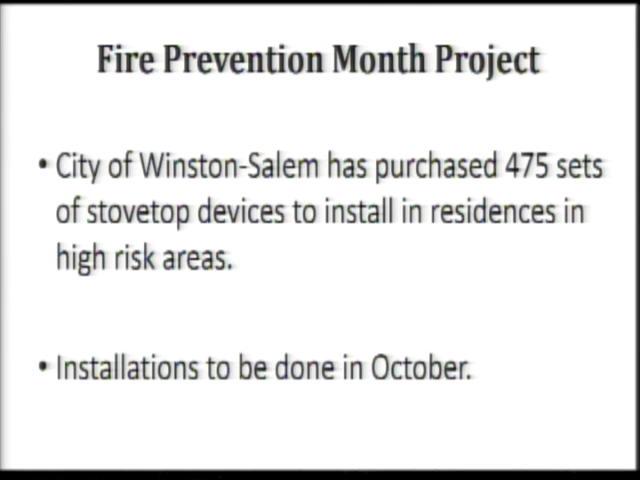 Fire Prevention Month Project
• City of Winston-Salem has purchased 475 sets
of stovetop devices to install in residences in
high risk areas.
• Installations to be done in October.